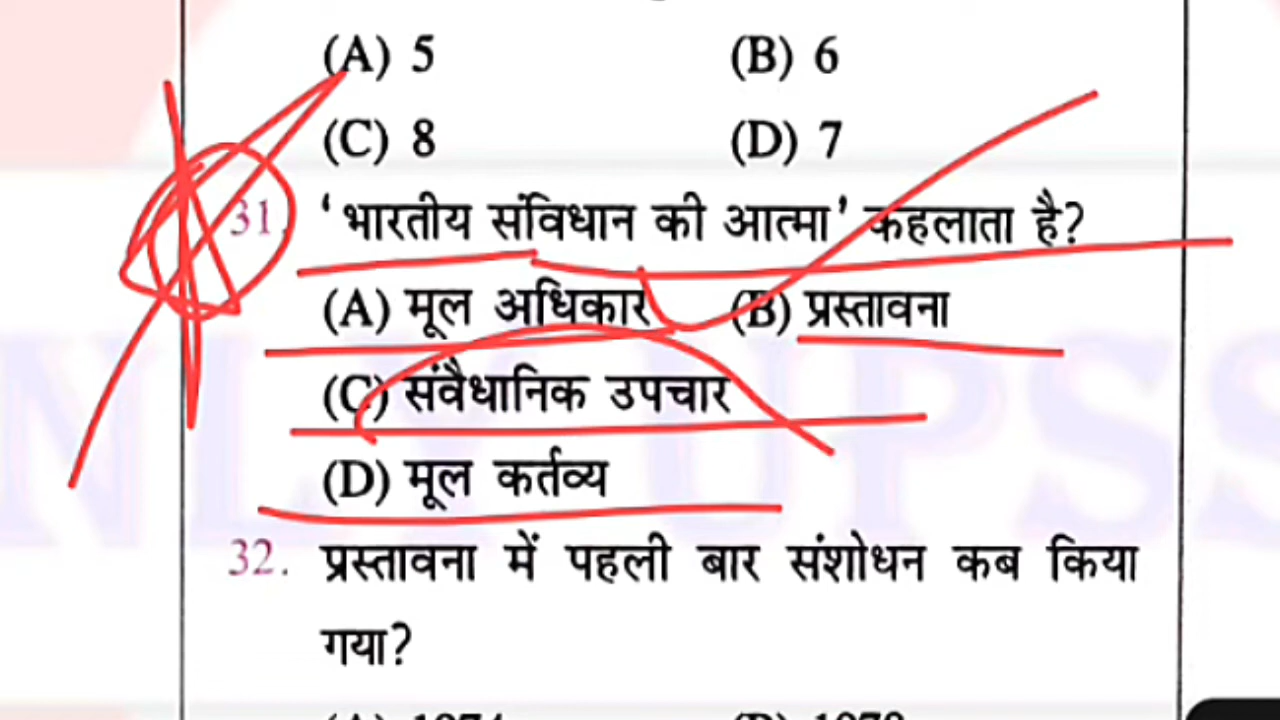 (A) 5 (B) 6
(C) 8 (D) 7
31. 'भारतीय संविधान की आत्मा' कहलाता है?
(A) मूल अधिकार (B) प्रस्तावना
(C) संवैधानिक उपचार
(D) मूल कर्तव्य
32. प्रस्तावना में पहली बार संशोधन कब किया
गया?